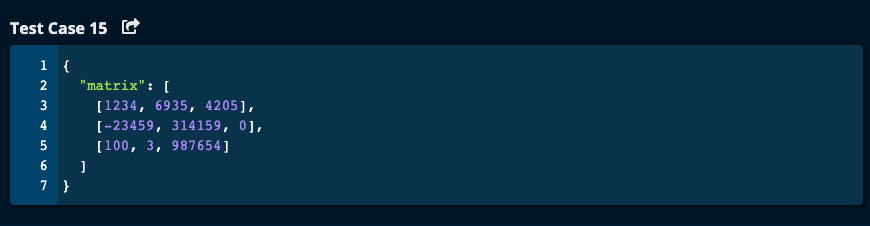 Test Case 15
1 {
2   "matrix": [
3     [1234, 6935, 4205],
4     [-23459, 314159, 0],
5     [100, 3, 987654]
6   ]
7 }